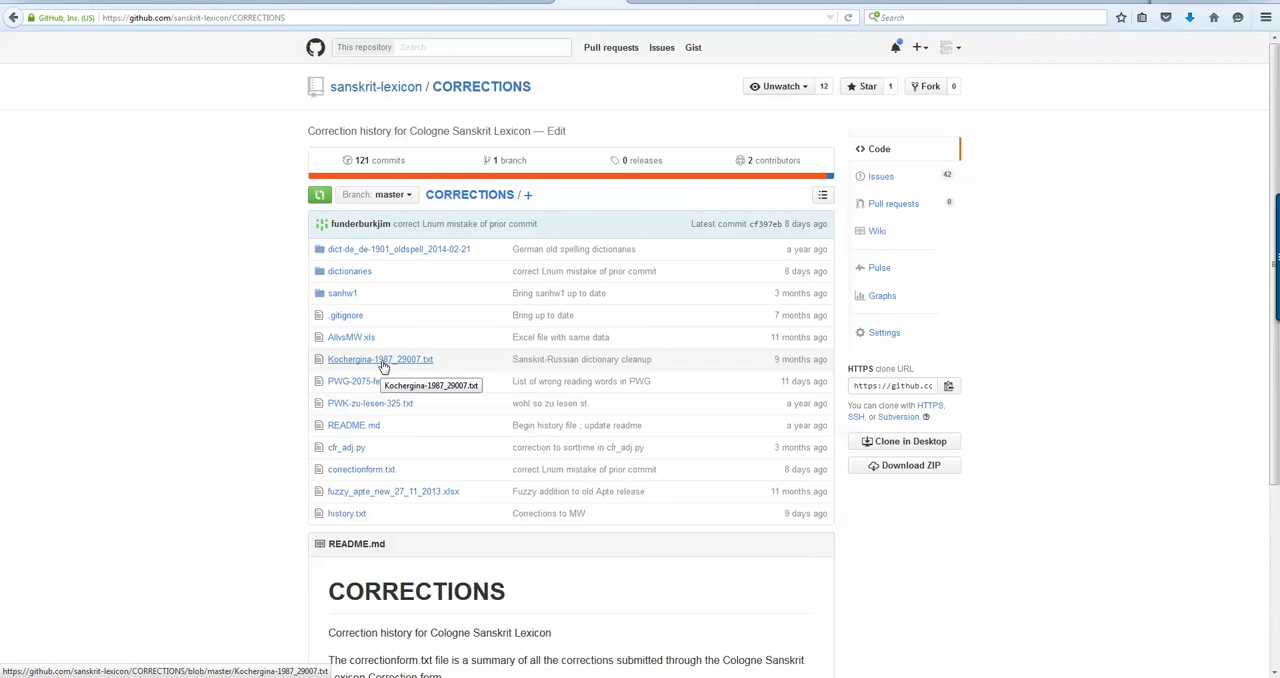 GitHub, Inc. (US) https://github.com/sanskrit-lexicon/CORRECTIONS Search
This repository Search Pull requests Issues Gist
sanskrit-lexicon / CORRECTIONS Unwatch 12 Star 1 Fork 0
Correction history for Cologne Sanskrit Lexicon — Edit
121 commits 1 branch 0 releases 2 contributors
Branch: master CORRECTIONS / +
funderburkjim correct Lnum mistake of prior commit Latest commit cf397eb 8 days ago
dict-de_de-1901_oldspell_2014-02-21 German old spelling dictionaries a year ago
dictionaries correct Lnum mistake of prior commit 8 days ago
sanhw1 Bring sanhw1 up to date 3 months ago
.gitignore Bring up to date 7 months ago
AllvsMW.xls Excel file with same data 11 months ago
Kochergina-1987_29007.txt Sanskrit-Russian dictionary cleanup 9 months ago
PWG-2075-fe List of wrong reading words in PWG 11 days ago
Kochergina-1987_29007.txt
PWK-zu-lesen-325.txt wohl so zu lesen st. a year ago
README.md Begin history file ; update readme a year ago
cfr_adj.py correction to sorttime in cfr_adj.py 3 months ago
correctionform.txt correct Lnum mistake of prior commit 8 days ago
fuzzy_apte_new_27_11_2013.xlsx Fuzzy addition to old Apte release 11 months ago
history.txt Corrections to MW 9 days ago
README.md
CORRECTIONS
Correction history for Cologne Sanskrit Lexicon
The correctionform.txt file is a summary of all the corrections submitted through the Cologne Sanskrit
Lexicon Correction form.
Code
Issues 42
Pull requests 0
Wiki
Pulse
Graphs
Settings
HTTPS clone URL
https://github.cc
You can clone with HTTPS,
SSH, or Subversion.
Clone in Desktop
Download ZIP
https://github.com/sanskrit-lexicon/CORRECTIONS/blob/master/Kochergina-1987_29007.txt